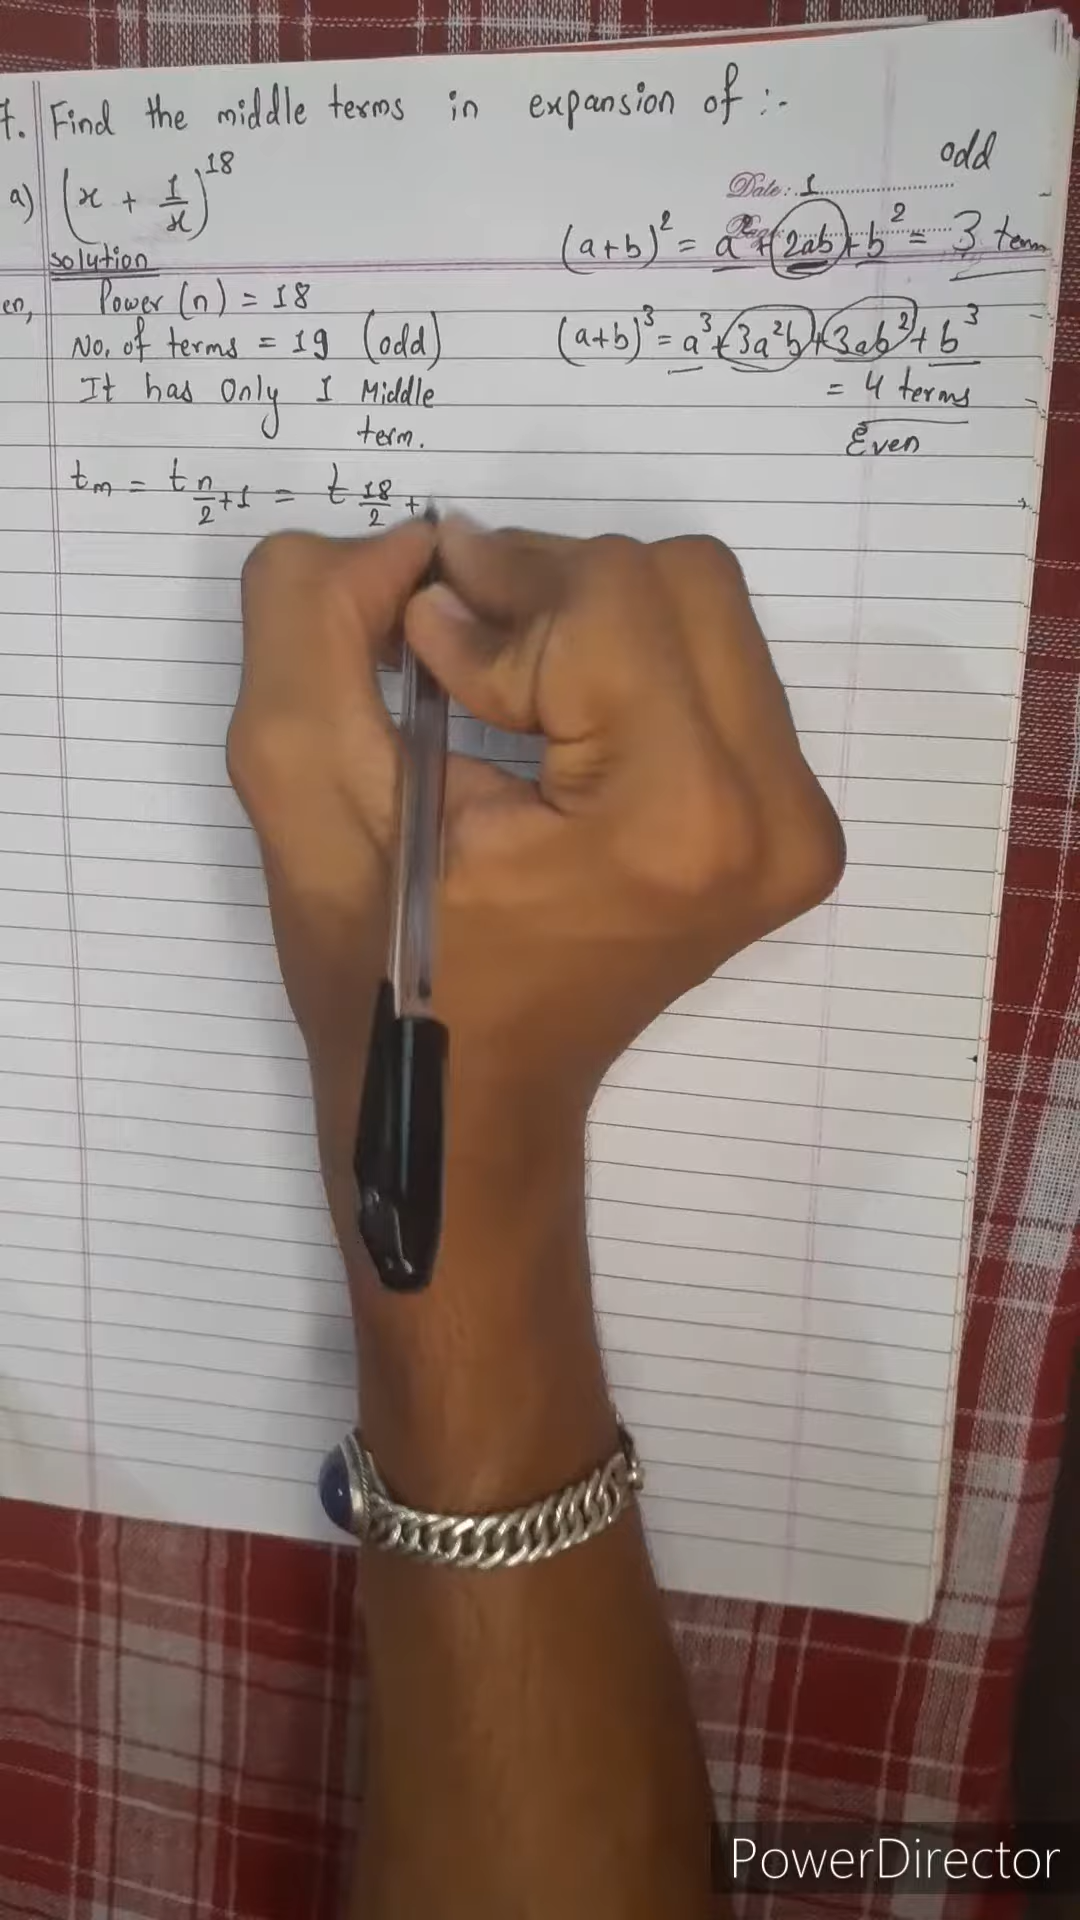 7. Find the middle terms in expansion of :-
a) (x + 1/x)^18
odd
Date: 1
solution
(a+b)^2 = a^2 + 2ab + b^2 = 3 term
en, Power (n) = 18
No. of terms = 19 (odd)
(a+b)^3 = a^3 + 3a^2b + 3ab^2 + b^3
It has Only 1 Middle
term.
= 4 terms
Even
tm = t n/2 + 1 = t 18/2 +
PowerDirector